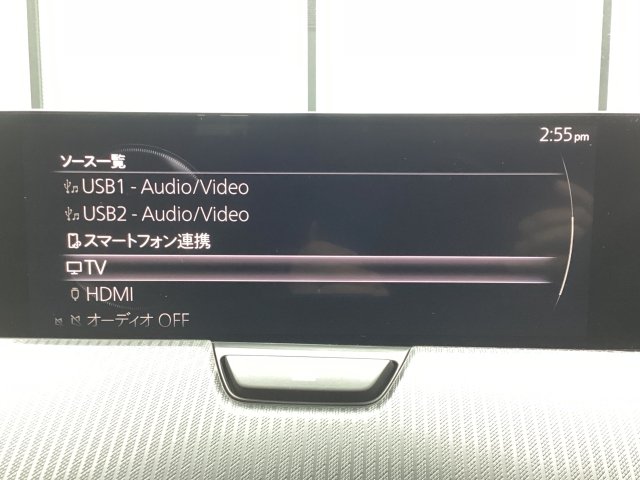 2:55pm
ソース一覧
USB1 - Audio/Video
USB2 - Audio/Video
スマートフォン連携
TV
HDMI
オーディオ OFF